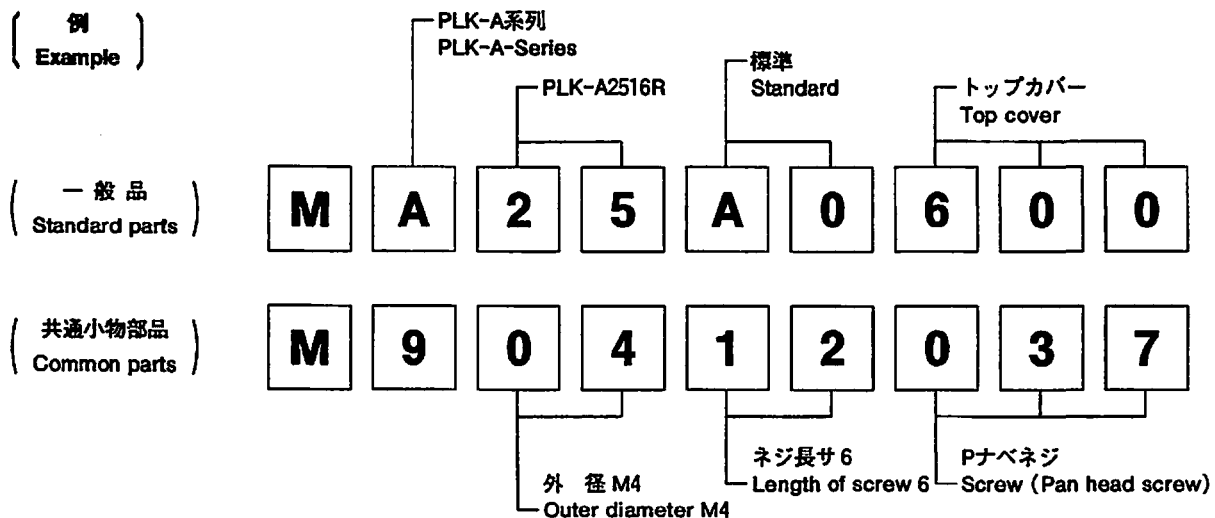 例
Example
PLK-A系列
PLK-A-Series
PLK-A2516R
標準
Standard
トップカバー
Top cover
一般品
Standard parts
M A 2 5 A 0 6 0 0
共通小物部品
Common parts
M 9 0 4 1 2 0 3 7
外 径 M4
Outer diameter M4
ネジ長サ 6
Length of screw 6
Pナベネジ
Screw (Pan head screw)